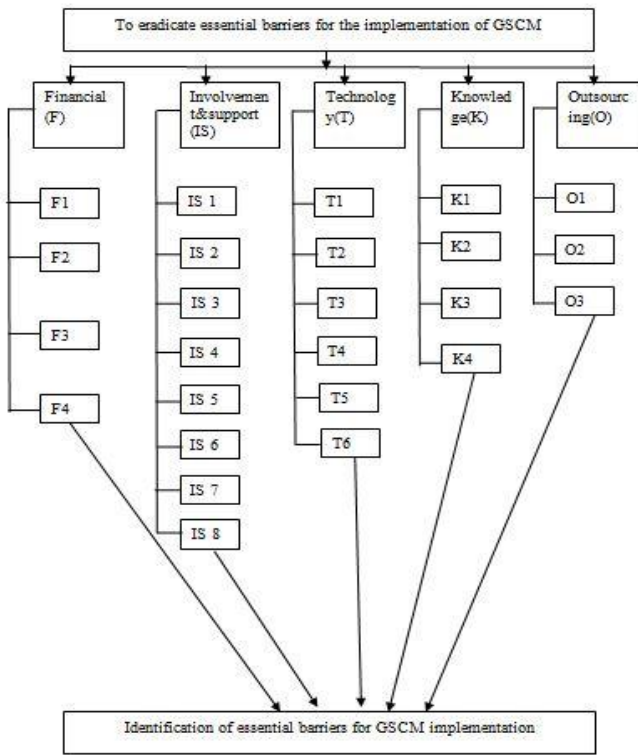 To eradicate essential barriers for the implementation of GSCM
Financial
(F)
Involvemen
t&support
(IS)
Technolog
y(T)
Knowled
ge(K)
Outsourc
ing(O)
F1
F2
F3
F4
IS 1
IS 2
IS 3
IS 4
IS 5
IS 6
IS 7
IS 8
T1
T2
T3
T4
T5
T6
K1
K2
K3
K4
O1
O2
O3
Identification of essential barriers for GSCM implementation